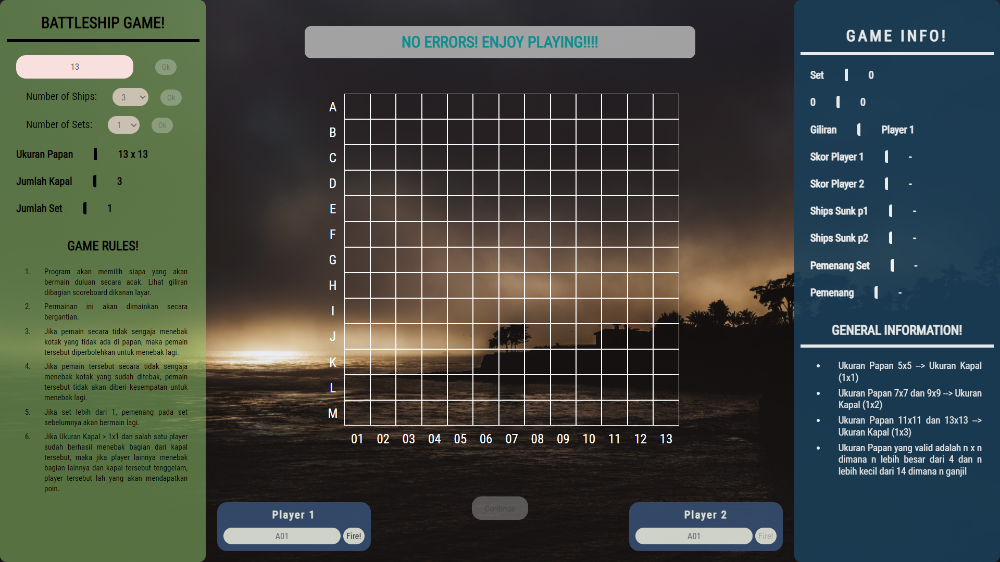 BATTLESHIP GAME!
13
Ok
Number of Ships:
3
Ok
Number of Sets:
1
Ok
Ukuran Papan
13 x 13
Jumlah Kapal
3
Jumlah Set
1
GAME RULES!
1. Program akan memilih siapa yang akan
bermain duluan secara acak. Lihat giliran
dibagian scoreboard dikanan layar.
2. Permainan ini akan dimainkan secara
bergantian.
3. Jika pemain secara tidak sengaja menebak
kotak yang tidak ada di papan, maka pemain
tersebut diperbolehkan untuk menebak lagi.
4. Jika pemain tersebut secara tidak sengaja
menebak kotak yang sudah ditebak, pemain
tersebut tidak akan diberi kesempatan untuk
menebak lagi.
5. Jika set lebih dari 1, pemenang pada set
sebelumnya akan bermain lagi.
6. Jika Ukuran Kapal > 1x1 dan salah satu player
sudah berhasil menebak bagian dari kapal
tersebut, maka jika player lainnya menebak
bagian lainnya dan kapal tersebut tenggelam,
player tersebut lah yang akan mendapatkan
poin.
NO ERRORS! ENJOY PLAYING!!!!
A
B
C
D
E
F
G
H
I
J
K
L
M
01 02 03 04 05 06 07 08 09 10 11 12 13
Continue
Player 1
A01
Fire!
Player 2
A01
Fire!
GAME INFO!
Set
0
0
0
Giliran
Player 1
Skor Player 1
-
Skor Player 2
-
Ships Sunk p1
-
Ships Sunk p2
-
Pemenang Set
-
Pemenang
-
GENERAL INFORMATION!
• Ukuran Papan 5x5 --> Ukuran Kapal
(1x1)
• Ukuran Papan 7x7 dan 9x9 --> Ukuran
Kapal (1x2)
• Ukuran Papan 11x11 dan 13x13 -->
Ukuran Kapal (1x3)
• Ukuran Papan yang valid adalah n x n
dimana n lebih besar dari 4 dan n
lebih kecil dari 14 dimana n ganjil